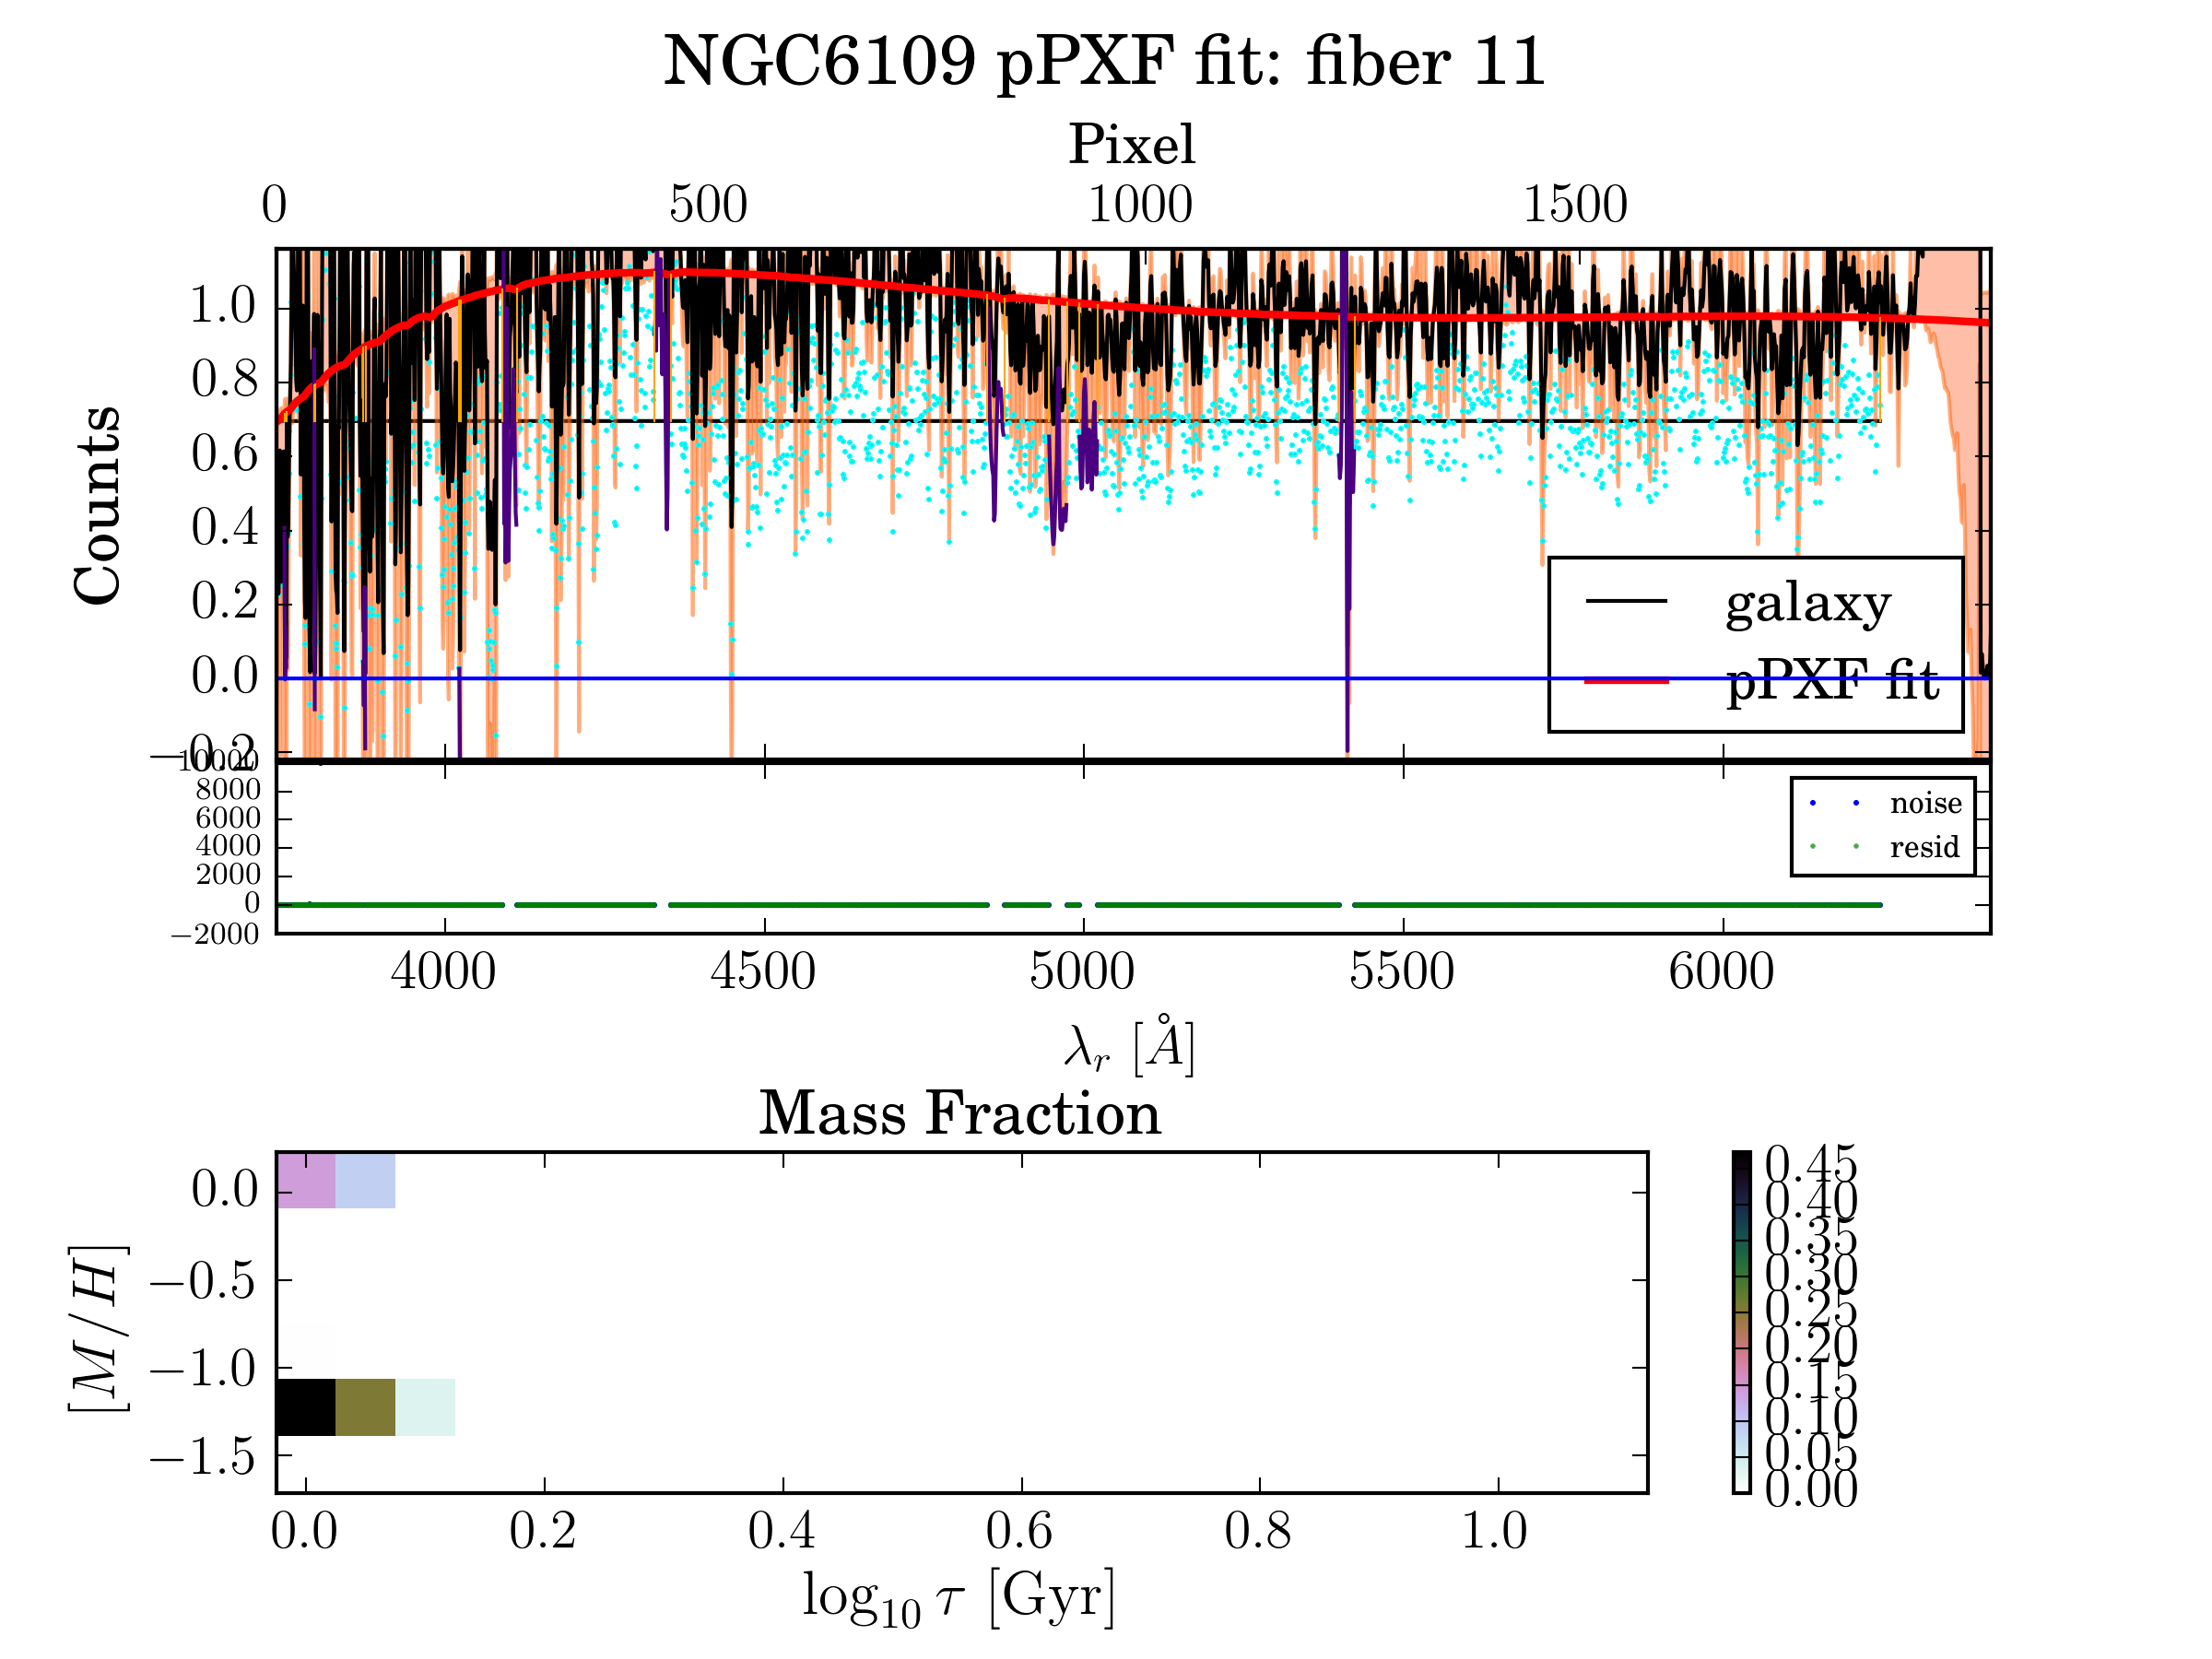 NGC6109 pPXF fit: fiber 11
Pixel
0 500 1000 1500
Counts
1.0
0.8
0.6
0.4
0.2
0.0
−0.2
galaxy
pPXF fit
10000
8000
6000
4000
2000
0
−2000
noise
resid
4000 4500 5000 5500 6000
λr [Å]
Mass Fraction
[M/H]
0.0
−0.5
−1.0
−1.5
0.45
0.40
0.35
0.30
0.25
0.20
0.15
0.10
0.05
0.00
0.0 0.2 0.4 0.6 0.8 1.0
log10 τ [Gyr]